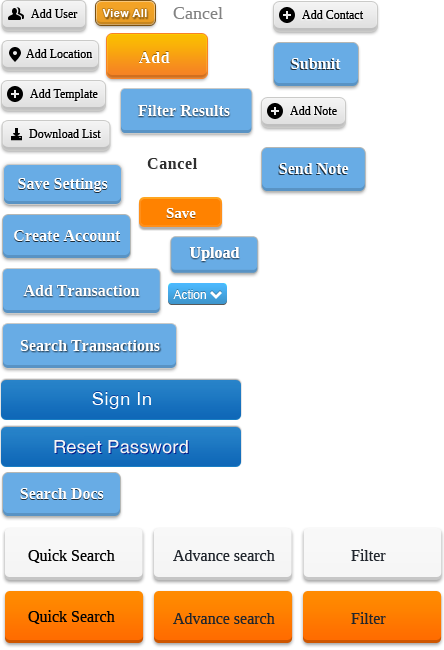 Add User
View All
Cancel
Add Contact
Add Location
Add
Submit
Add Template
Filter Results
Add Note
Download List
Cancel
Send Note
Save Settings
Save
Create Account
Upload
Add Transaction
Action
Search Transactions
Sign In
Reset Password
Search Docs
Quick Search
Advance search
Filter
Quick Search
Advance search
Filter